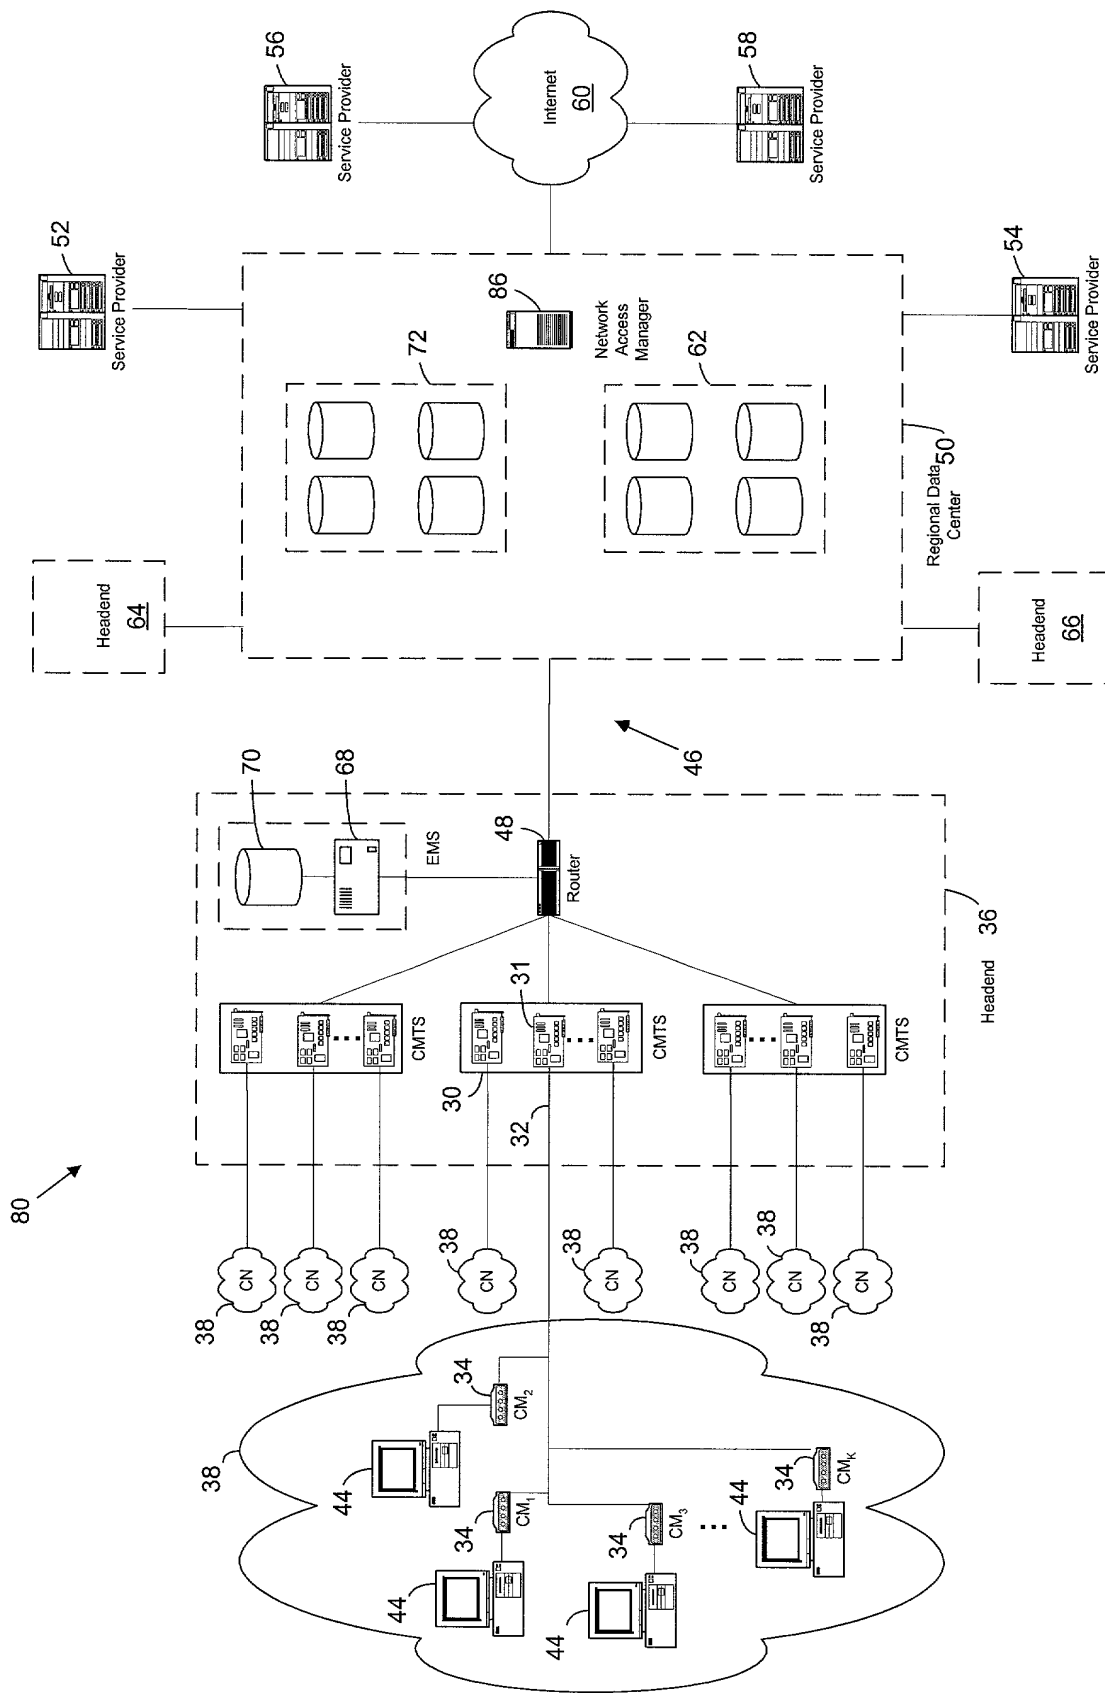 80
52
Service Provider
Headend
64
38
38
CN
70
38
56
CN
44
38
68
Service Provider
CN
44
CMTS
EMS
72
34
38
30
34
CN
86
48
CM₁
CM₂
32
31
Internet
60
44
38
Router
Network
Access
Manager
34
CN
CMTS
CM₃
38
46
62
CN
44
38
58
34
CN
Service Provider
38
CMₖ
CN
CMTS
Regional Data
50
Center
Headend
36
54
Headend
66
Service Provider